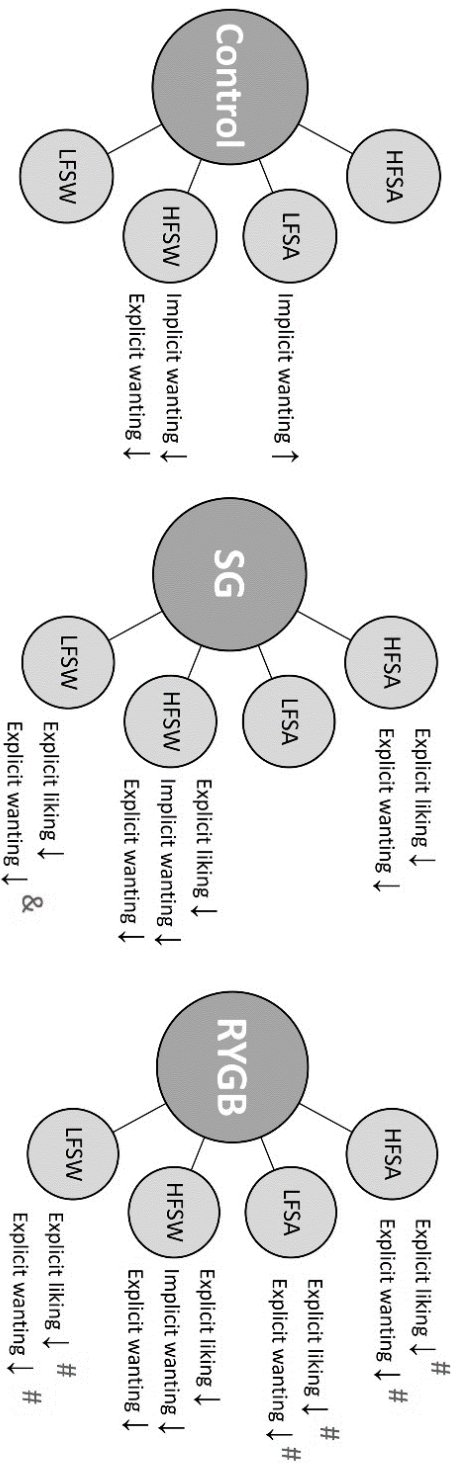 Control
HFSA
LFSA
Implicit wanting ↑
HFSW
Implicit wanting ↓
Explicit wanting ↓
LFSW
SG
HFSA
Explicit liking ↓
Explicit wanting ↓
LFSA
HFSW
Explicit liking ↓
Implicit wanting ↓
Explicit wanting ↓
LFSW
Explicit liking ↓
Explicit wanting ↓ &
RYGB
HFSA
Explicit liking ↓ #
Explicit wanting ↓ #
LFSA
Explicit liking ↓ #
Explicit wanting ↓ #
HFSW
Explicit liking ↓
Implicit wanting ↓
Explicit wanting ↓
LFSW
Explicit liking ↓ #
Explicit wanting ↓ #